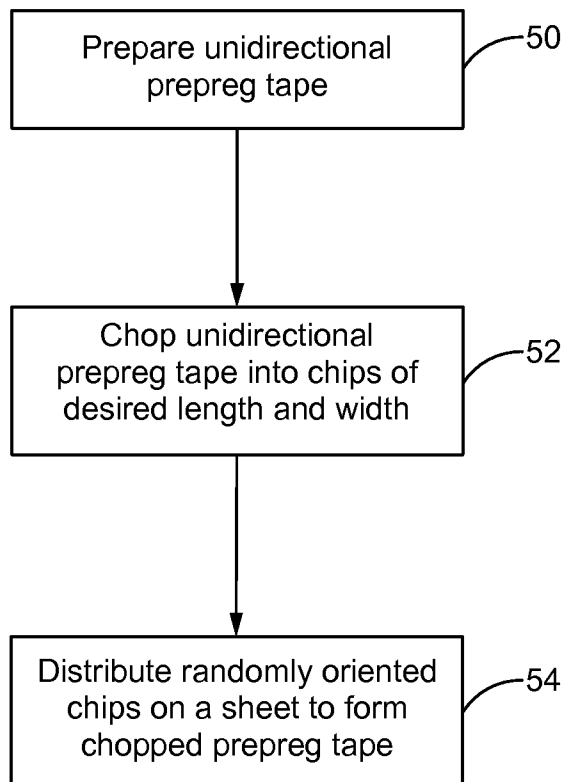 Prepare unidirectional
prepreg tape
50
Chop unidirectional
prepreg tape into chips of
desired length and width
52
Distribute randomly oriented
chips on a sheet to form
chopped prepreg tape
54